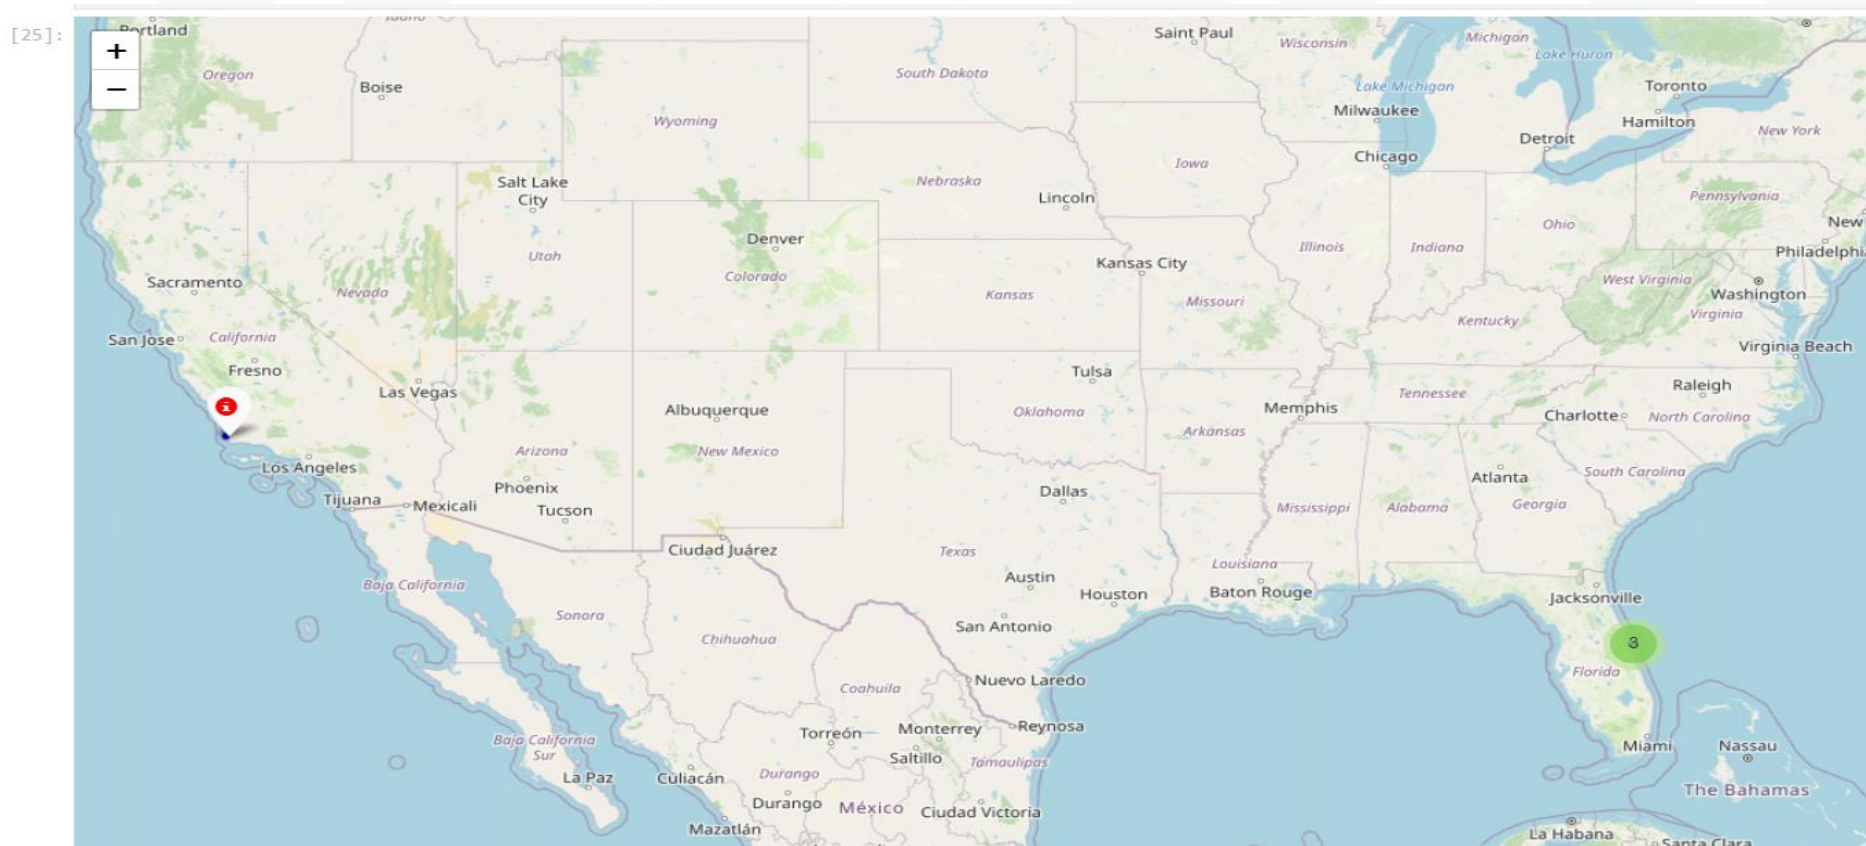 [25]:
+
−
Portland
Idaho
Oregon
Boise
Wyoming
South Dakota
Saint Paul
Wisconsin
Michigan
Lake Huron
Lake Michigan
Toronto
Milwaukee
Hamilton
Detroit
New York
Chicago
Iowa
Salt Lake
City
Nebraska
Lincoln
Pennsylvania
New
Ohio
Denver
Utah
Colorado
Illinois
Indiana
Philadelphia
Kansas City
Sacramento
Nevada
Kansas
Missouri
West Virginia
Washington
Virginia
Kentucky
San Jose
California
Virginia Beach
Fresno
Tulsa
Las Vegas
Tennessee
Raleigh
Albuquerque
Oklahoma
Memphis
Charlotte
North Carolina
i
Arkansas
Arizona
New Mexico
Los Angeles
South Carolina
Atlanta
Phoenix
Dallas
Tijuana
Mexicali
Tucson
Mississippi
Alabama
Georgia
Ciudad Juárez
Texas
Louisiana
Baja California
Austin
Houston
Baton Rouge
Jacksonville
Sonora
San Antonio
Chihuahua
3
Florida
Coahuila
Nuevo Laredo
Reynosa
Baja California
Sur
Torreón
Monterrey
Saltillo
Tamaulipas
Miami
Nassau
La Paz
Culiacán
Durango
The Bahamas
Durango
México
Ciudad Victoria
Mazatlán
La Habana
Santa Clara